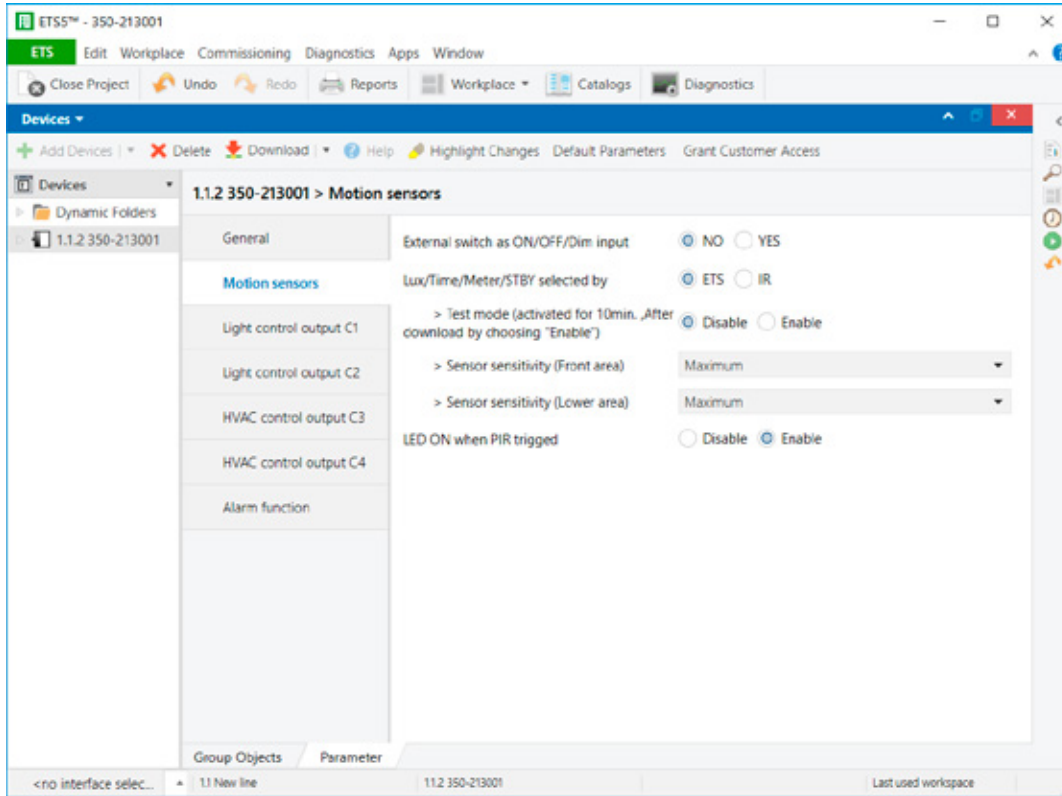 ETS5™ - 350-213001
ETS Edit Workplace Commissioning Diagnostics Apps Window
Close Project Undo Redo Reports Workplace Catalogs Diagnostics
Devices
Add Devices Delete Download Help Highlight Changes Default Parameters Grant Customer Access
Devices
Dynamic Folders
1.1.2 350-213001
1.1.2 350-213001 > Motion sensors
General
Motion sensors
Light control output C1
Light control output C2
HVAC control output C3
HVAC control output C4
Alarm function
External switch as ON/OFF/Dim input NO YES
Lux/Time/Meter/STBY selected by ETS IR
> Test mode (activated for 10min. ,After
download by choosing "Enable") Disable Enable
> Sensor sensitivity (Front area) Maximum
> Sensor sensitivity (Lower area) Maximum
LED ON when PIR trigged Disable Enable
Group Objects Parameter
<no interface selec... 1.1 New line 1.1.2 350-213001 Last used workspace